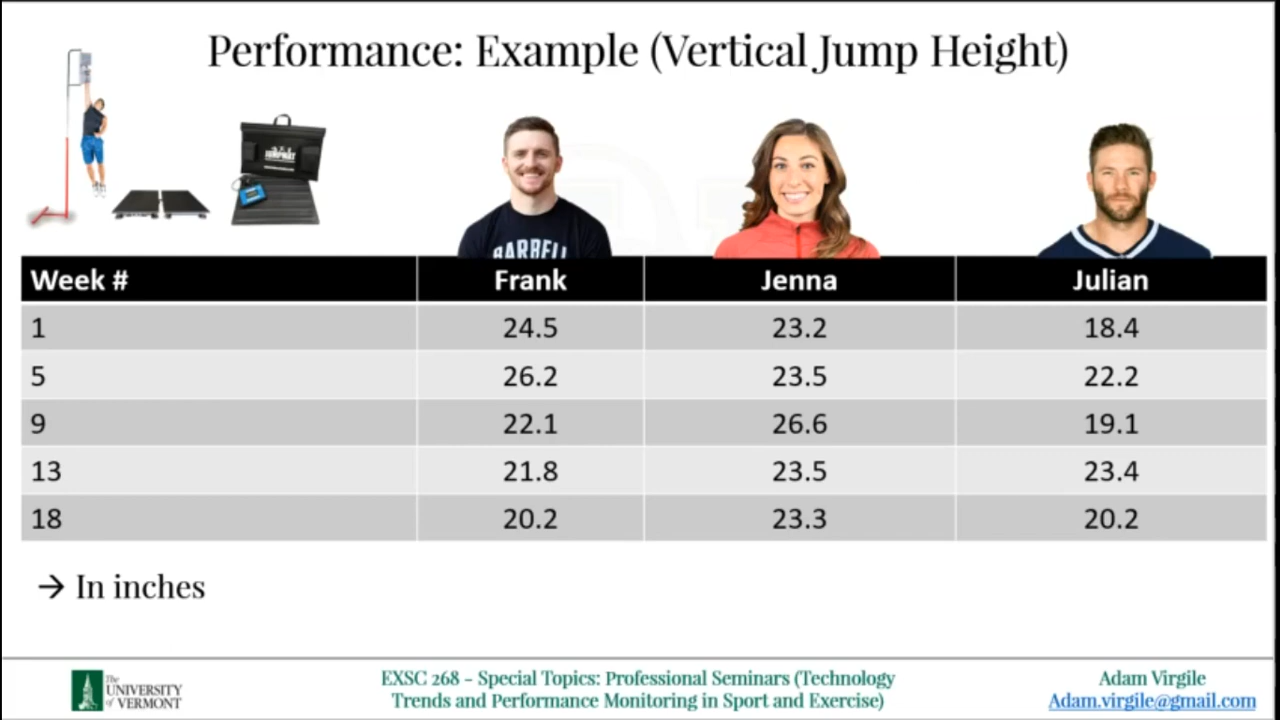 Performance: Example (Vertical Jump Height)
BARBELL
Week # Frank Jenna Julian
1 24.5 23.2 18.4
5 26.2 23.5 22.2
9 22.1 26.6 19.1
13 21.8 23.5 23.4
18 20.2 23.3 20.2
→ In inches
The
UNIVERSITY
of VERMONT
EXSC 268 – Special Topics: Professional Seminars (Technology
Trends and Performance Monitoring in Sport and Exercise)
Adam Virgile
Adam.virgile@gmail.com